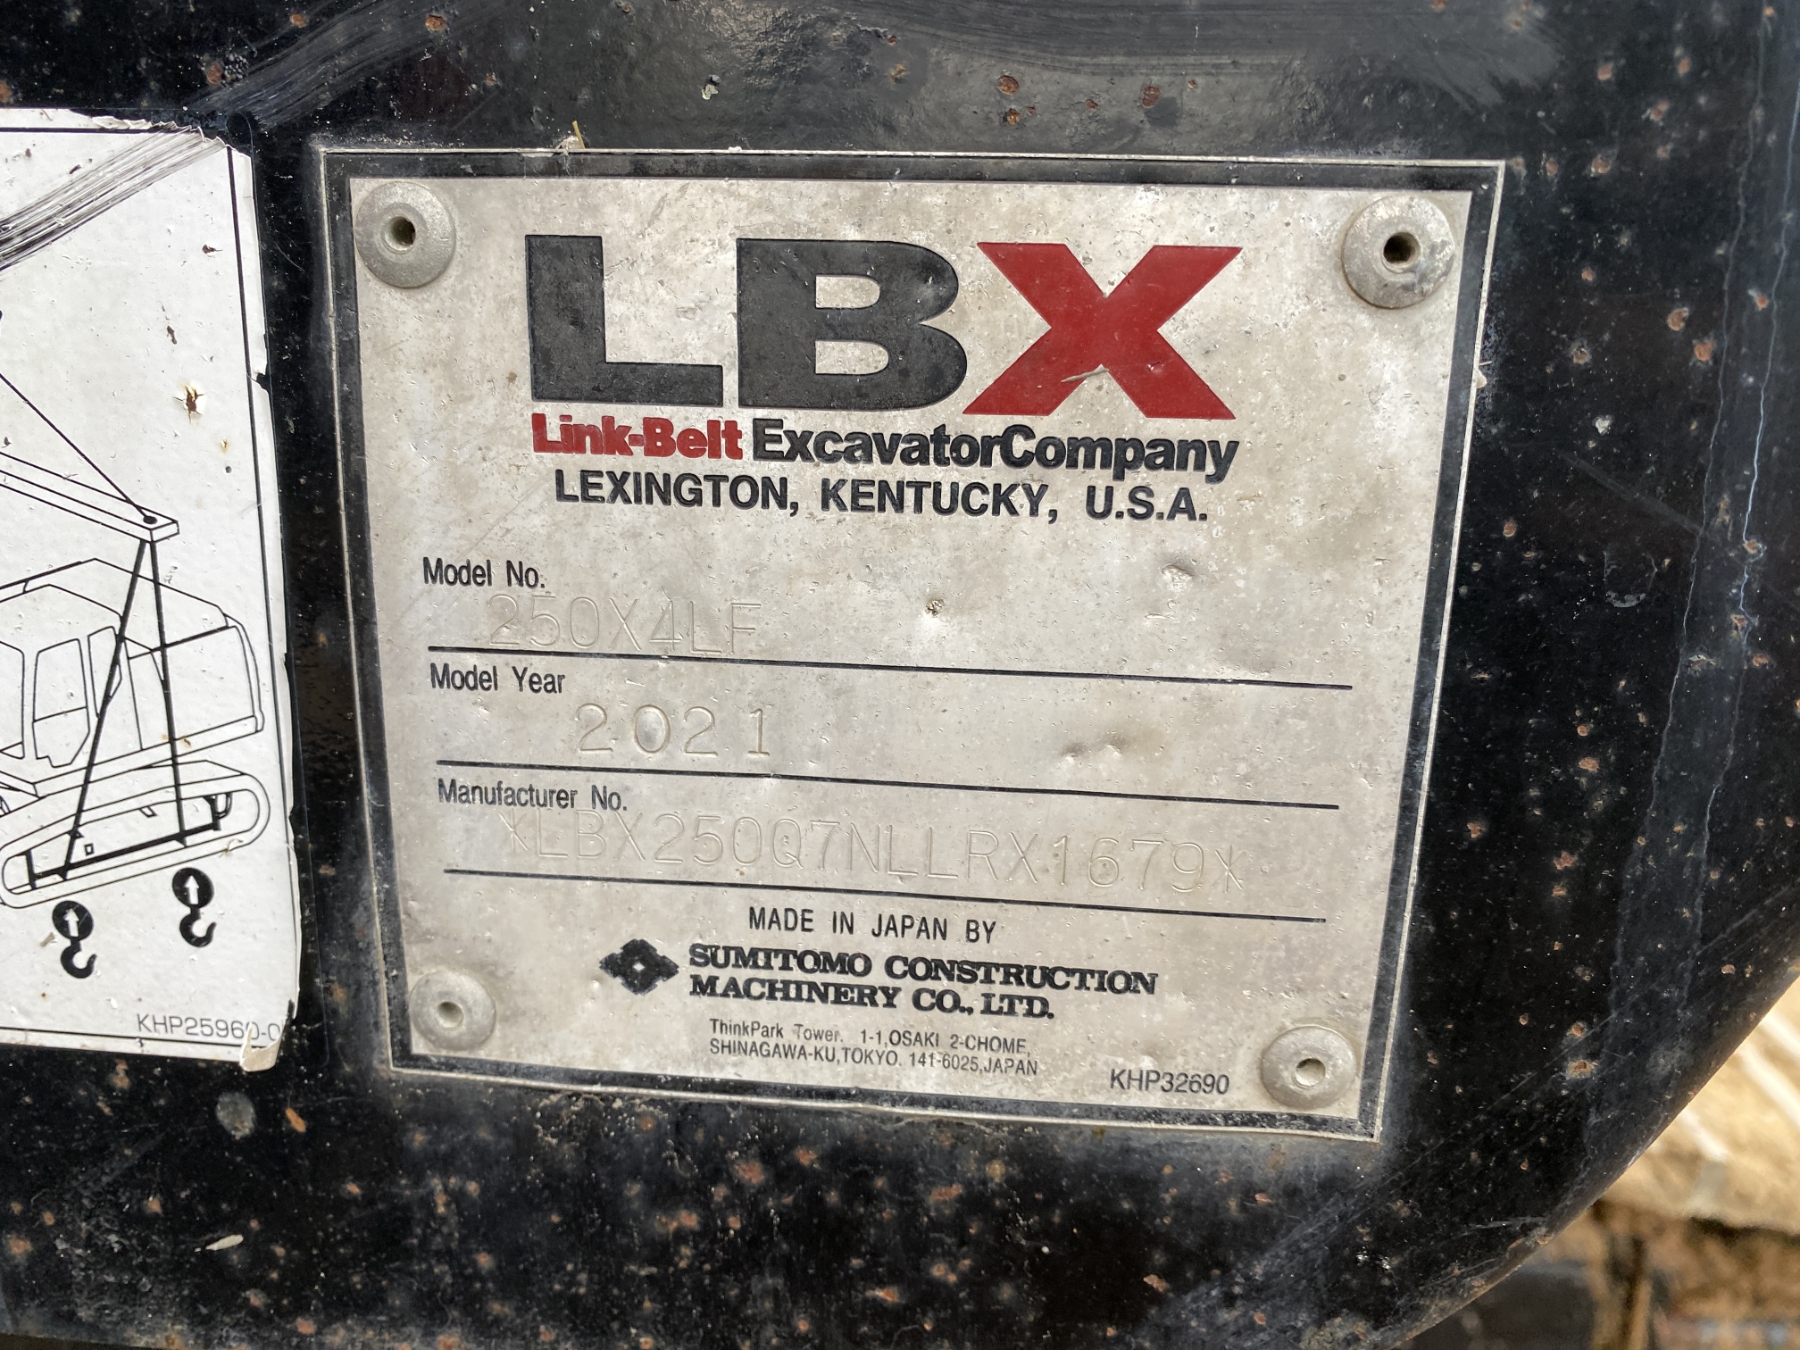 LBX
Link-Belt ExcavatorCompany
LEXINGTON, KENTUCKY, U.S.A.
Model No.
250X4LF
Model Year
2021
Manufacturer No.
*LBX250Q7NLLRX1679*
MADE IN JAPAN BY
SUMITOMO CONSTRUCTION
MACHINERY CO., LTD.
ThinkPark Tower. 1-1,OSAKI 2-CHOME,
SHINAGAWA-KU,TOKYO. 141-6025,JAPAN
KHP32690
KHP25960-0